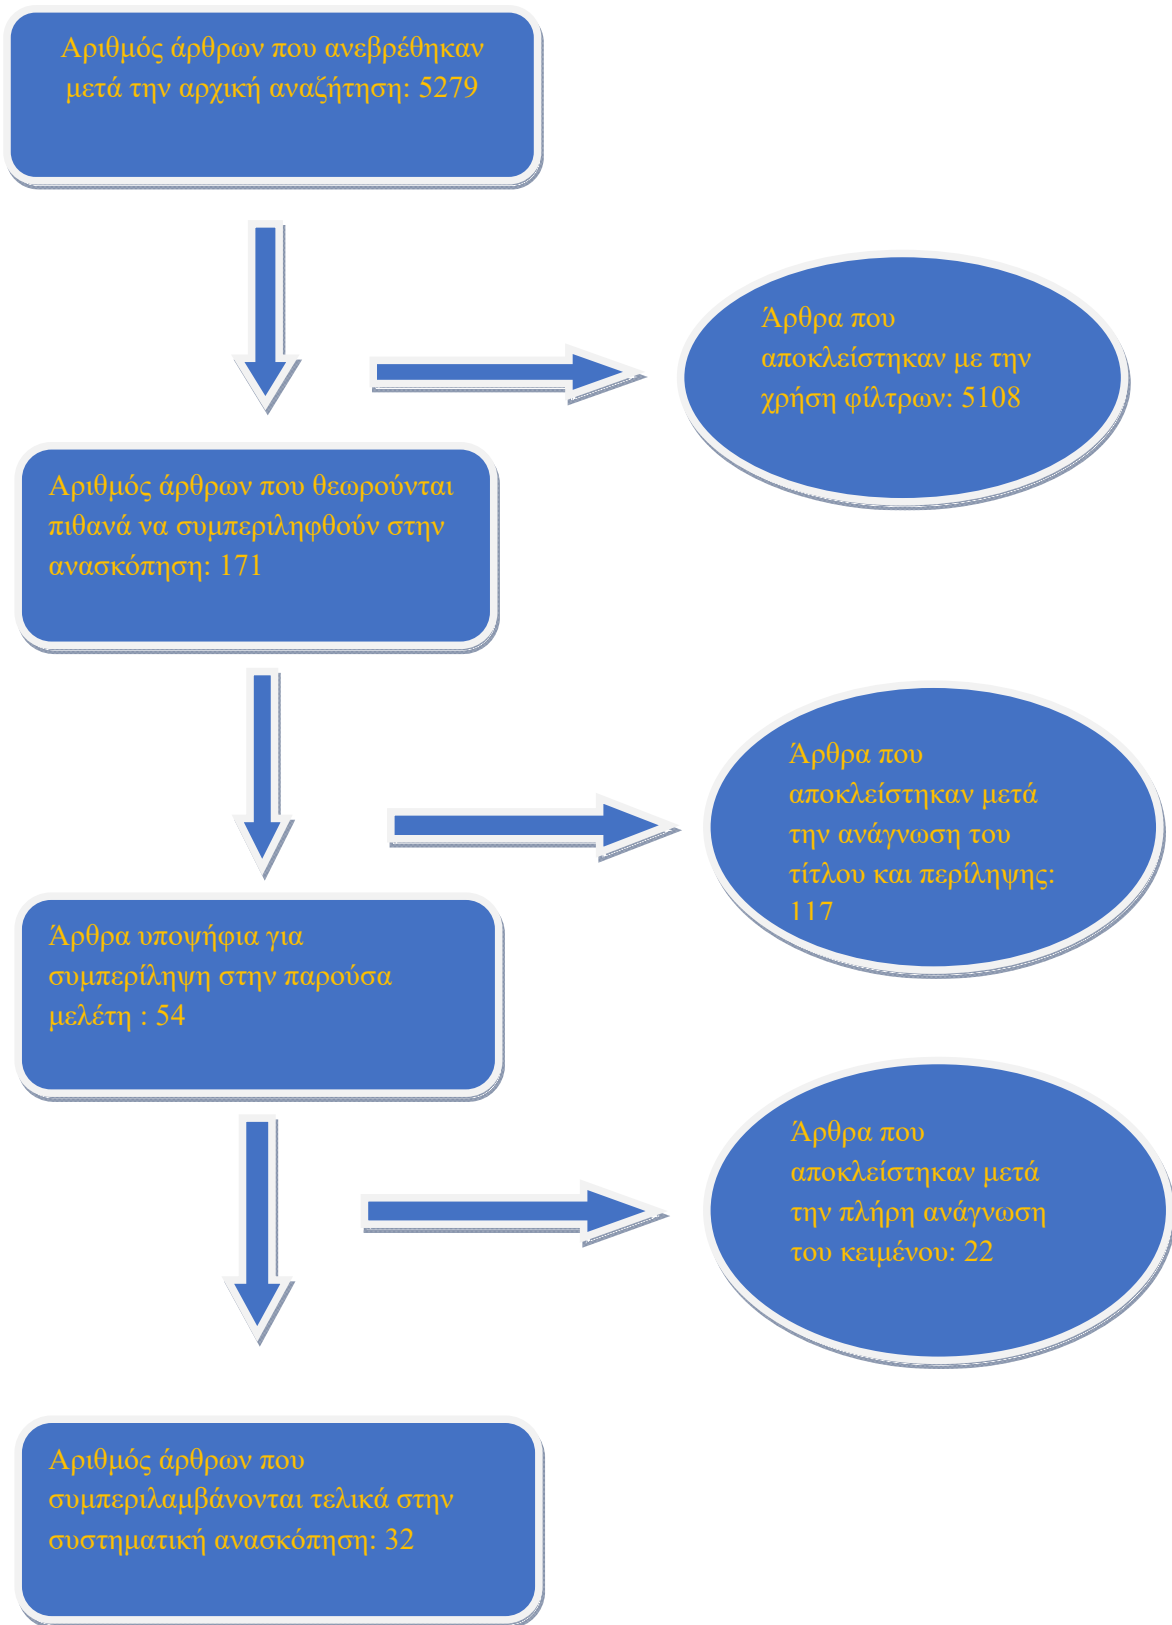 Αριθμός άρθρων που ανεβρέθηκαν
μετά την αρχική αναζήτηση: 5279
Άρθρα που
αποκλείστηκαν με την
χρήση φίλτρων: 5108
Αριθμός άρθρων που θεωρούνται
πιθανά να συμπεριληφθούν στην
ανασκόπηση: 171
Άρθρα που
αποκλείστηκαν μετά
την ανάγνωση του
τίτλου και περίληψης:
117
Άρθρα υποψήφια για
συμπερίληψη στην παρούσα
μελέτη : 54
Άρθρα που
αποκλείστηκαν μετά
την πλήρη ανάγνωση
του κειμένου: 22
Αριθμός άρθρων που
συμπεριλαμβάνονται τελικά στην
συστηματική ανασκόπηση: 32